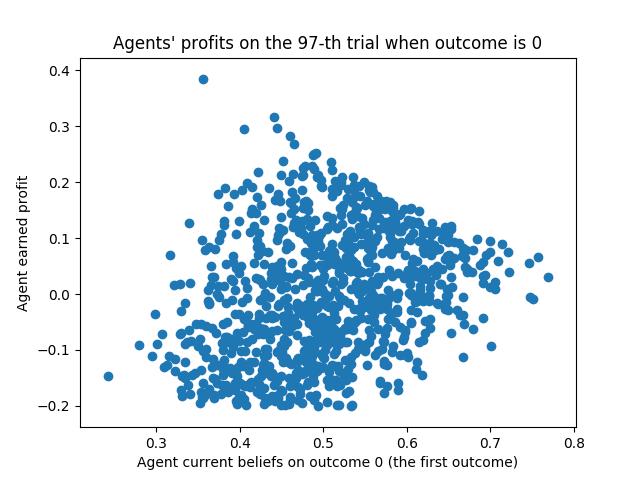 Agents' profits on the 97-th trial when outcome is 0
0.4
0.3
0.2
0.1
0.0
−0.1
−0.2
Agent earned profit
0.3 0.4 0.5 0.6 0.7 0.8
Agent current beliefs on outcome 0 (the first outcome)